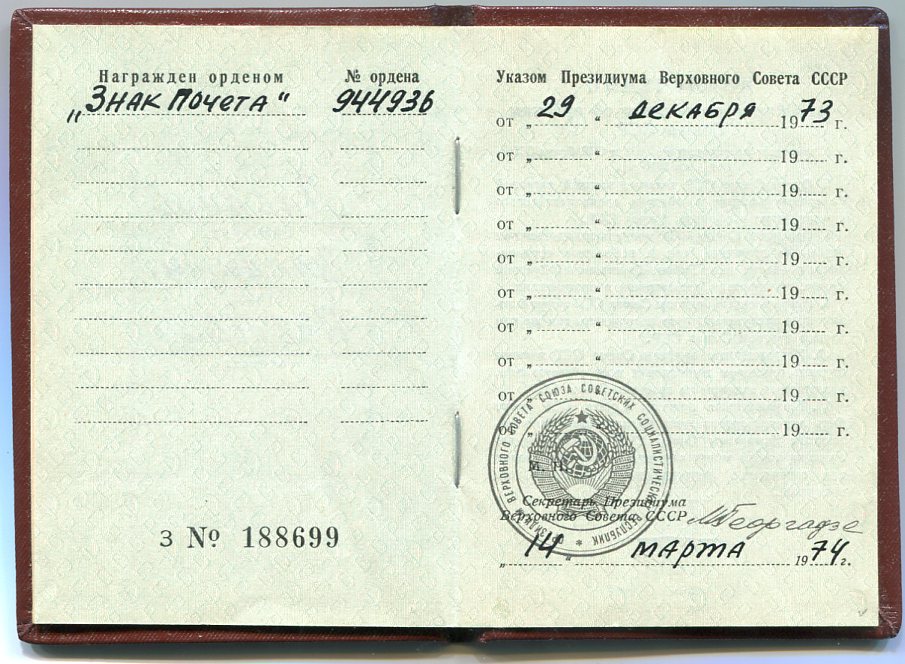 Награжден орденом № ордена
„Знак Почета“ 944936
З № 188699
Указом Президиума Верховного Совета СССР
от „ 29 “ декабря 1973 г.
от „ “ 19 г.
от „ “ 19 г.
от „ “ 19 г.
от „ “ 19 г.
от „ “ 19 г.
от „ “ 19 г.
от „ “ 19 г.
от „ “ 19 г.
от „ “ 19 г.
ПРЕЗИДИУМ ВЕРХОВНОГО СОВЕТА СОЮЗА СОВЕТСКИХ СОЦИАЛИСТИЧЕСКИХ РЕСПУБЛИК
М. П.
Секретарь Президиума
Верховного Совета СССР МГеоргадзе
„ 14 “ марта 1974 г.